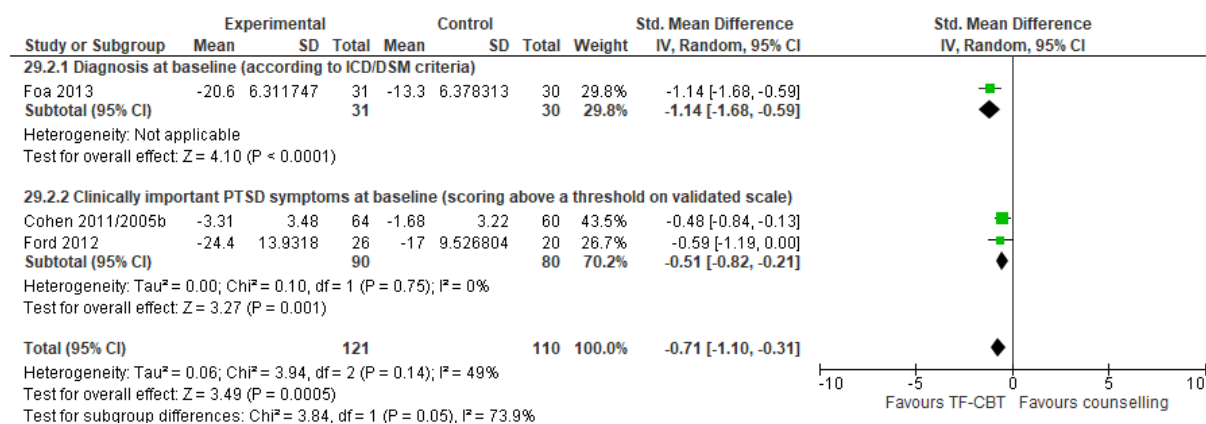 Experimental Control Std. Mean Difference Std. Mean Difference
Study or Subgroup Mean SD Total Mean SD Total Weight IV, Random, 95% CI IV, Random, 95% CI
29.2.1 Diagnosis at baseline (according to ICD/DSM criteria)
Foa 2013 -20.6 6.311747 31 -13.3 6.378313 30 29.8% -1.14 [-1.68, -0.59]
Subtotal (95% CI) 31 30 29.8% -1.14 [-1.68, -0.59]
Heterogeneity: Not applicable
Test for overall effect: Z = 4.10 (P < 0.0001)
29.2.2 Clinically important PTSD symptoms at baseline (scoring above a threshold on validated scale)
Cohen 2011/2005b -3.31 3.48 64 -1.68 3.22 60 43.5% -0.48 [-0.84, -0.13]
Ford 2012 -24.4 13.9318 26 -17 9.526804 20 26.7% -0.59 [-1.19, 0.00]
Subtotal (95% CI) 90 80 70.2% -0.51 [-0.82, -0.21]
Heterogeneity: Tau² = 0.00; Chi² = 0.10, df = 1 (P = 0.75); I² = 0%
Test for overall effect: Z = 3.27 (P = 0.001)
Total (95% CI) 121 110 100.0% -0.71 [-1.10, -0.31]
Heterogeneity: Tau² = 0.06; Chi² = 3.94, df = 2 (P = 0.14); I² = 49%
Test for overall effect: Z = 3.49 (P = 0.0005)
Test for subgroup differences: Chi² = 3.84, df = 1 (P = 0.05), I² = 73.9%
-10 -5 0 5 10
Favours TF-CBT Favours counselling